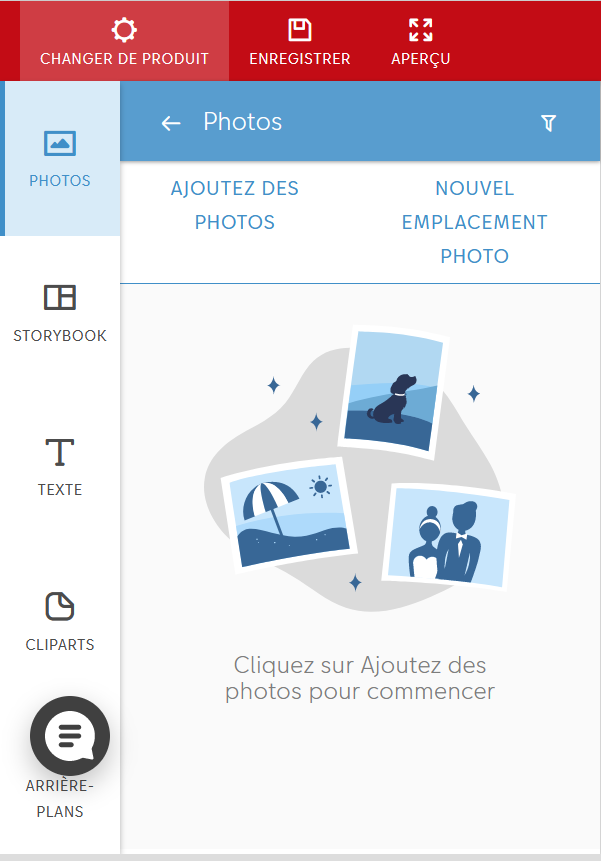 CHANGER DE PRODUIT
ENREGISTRER
APERÇU
PHOTOS
STORYBOOK
TEXTE
CLIPARTS
ARRIÈRE-
PLANS
Photos
AJOUTEZ DES
PHOTOS
NOUVEL
EMPLACEMENT
PHOTO
Cliquez sur Ajoutez des
photos pour commencer